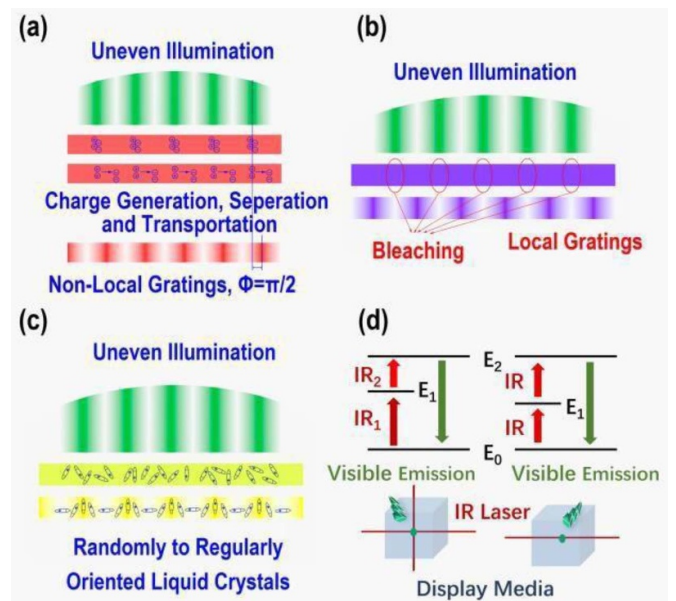 (a)
Uneven Illumination
Charge Generation, Seperation
and Transportation
Non-Local Gratings, Φ=π/2
(b)
Uneven Illumination
Bleaching
Local Gratings
(c)
Uneven Illumination
Randomly to Regularly
Oriented Liquid Crystals
(d)
E2
IR2
IR
E1
E1
IR1
IR
E0
Visible Emission
Visible Emission
IR Laser
Display Media